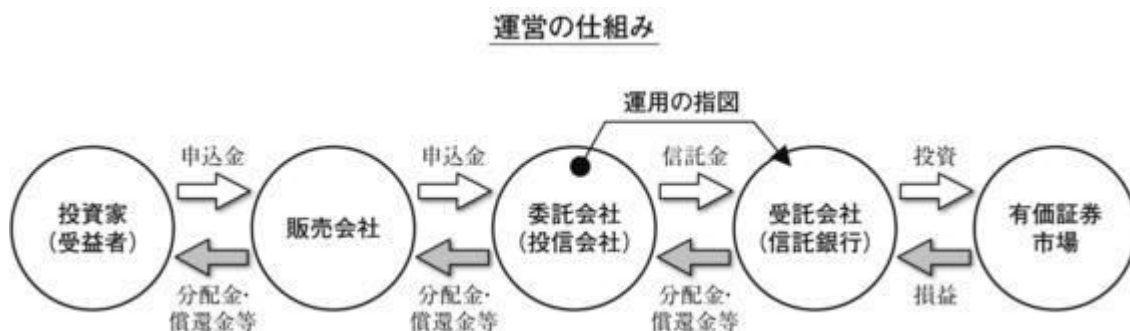 運営の仕組み
運用の指図
申込金
申込金
信託金
投資
投資家
（受益者）
販売会社
委託会社
（投信会社）
受託会社
（信託銀行）
有価証券
市場
分配金・
償還金等
分配金・
償還金等
分配金・
償還金等
損益